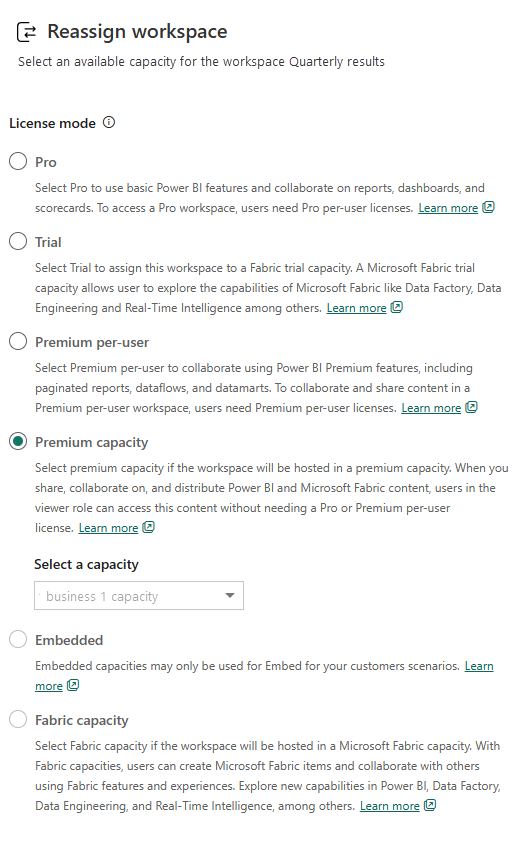 Reassign workspace
Select an available capacity for the workspace Quarterly results
License mode
Pro
Select Pro to use basic Power BI features and collaborate on reports, dashboards, and
scorecards. To access a Pro workspace, users need Pro per-user licenses. Learn more
Trial
Select Trial to assign this workspace to a Fabric trial capacity. A Microsoft Fabric trial
capacity allows user to explore the capabilities of Microsoft Fabric like Data Factory, Data
Engineering and Real-Time Intelligence among others. Learn more
Premium per-user
Select Premium per-user to collaborate using Power BI Premium features, including
paginated reports, dataflows, and datamarts. To collaborate and share content in a
Premium per-user workspace, users need Premium per-user licenses. Learn more
Premium capacity
Select premium capacity if the workspace will be hosted in a premium capacity. When you
share, collaborate on, and distribute Power BI and Microsoft Fabric content, users in the
viewer role can access this content without needing a Pro or Premium per-user
license. Learn more
Select a capacity
business 1 capacity
Embedded
Embedded capacities may only be used for Embed for your customers scenarios. Learn
more
Fabric capacity
Select Fabric capacity if the workspace will be hosted in a Microsoft Fabric capacity. With
Fabric capacities, users can create Microsoft Fabric items and collaborate with others
using Fabric features and experiences. Explore new capabilities in Power BI, Data Factory,
Data Engineering, and Real-Time Intelligence, among others. Learn more